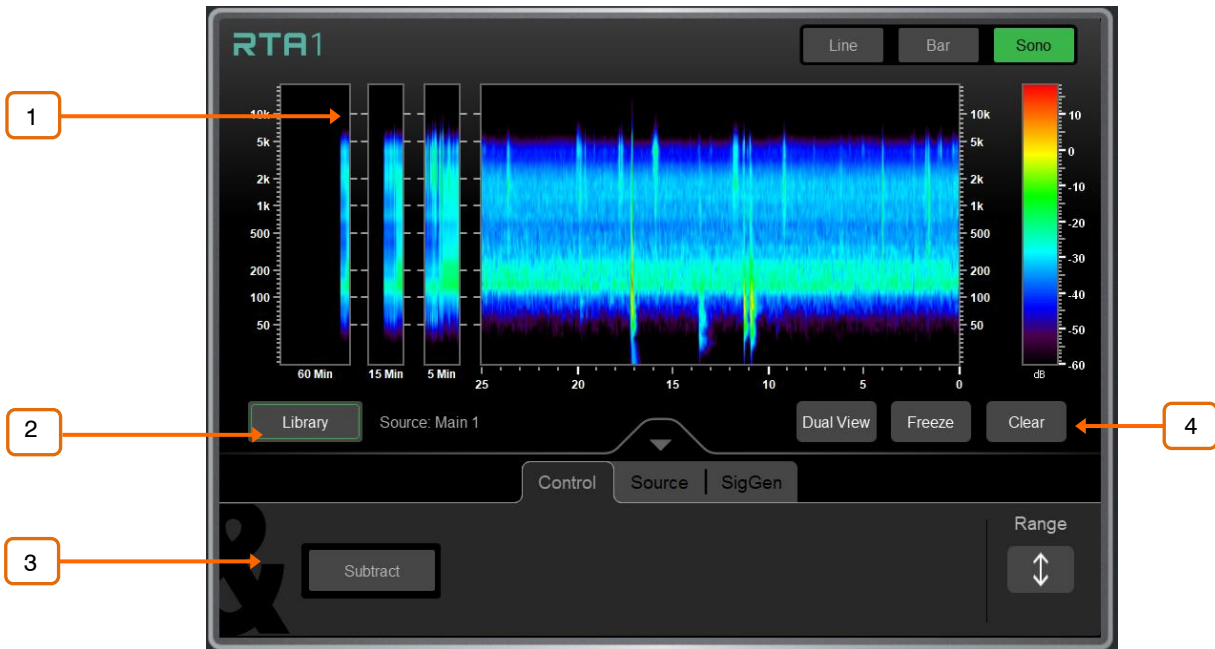 RTA1
Line Bar Sono
1
10k
5k
2k
1k
500
200
100
50
60 Min 15 Min 5 Min
25 20 15 10 5 0
10k
5k
2k
1k
500
200
100
50
10
0
-10
-20
-30
-40
-50
-60
dB
2
Library Source: Main 1 Dual View Freeze Clear
4
Control Source SigGen
3
&
Subtract
Range